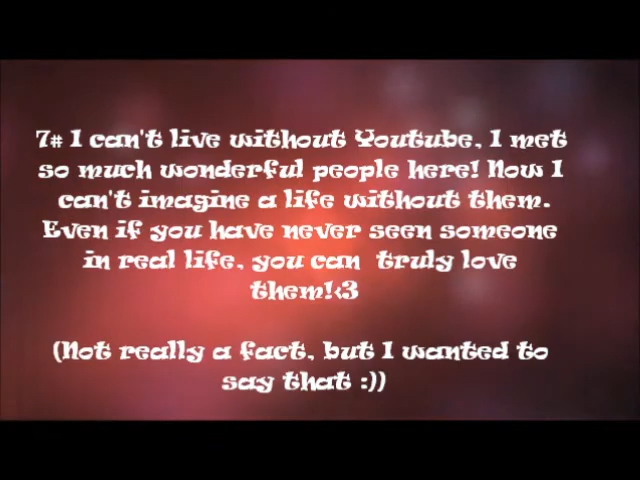 7# I can't live without Youtube, I met
so much wonderful people here! Now I
can't imagine a life without them.
Even if you have never seen someone
in real life, you can truly love
them!<3
(Not really a fact, but I wanted to
say that :))